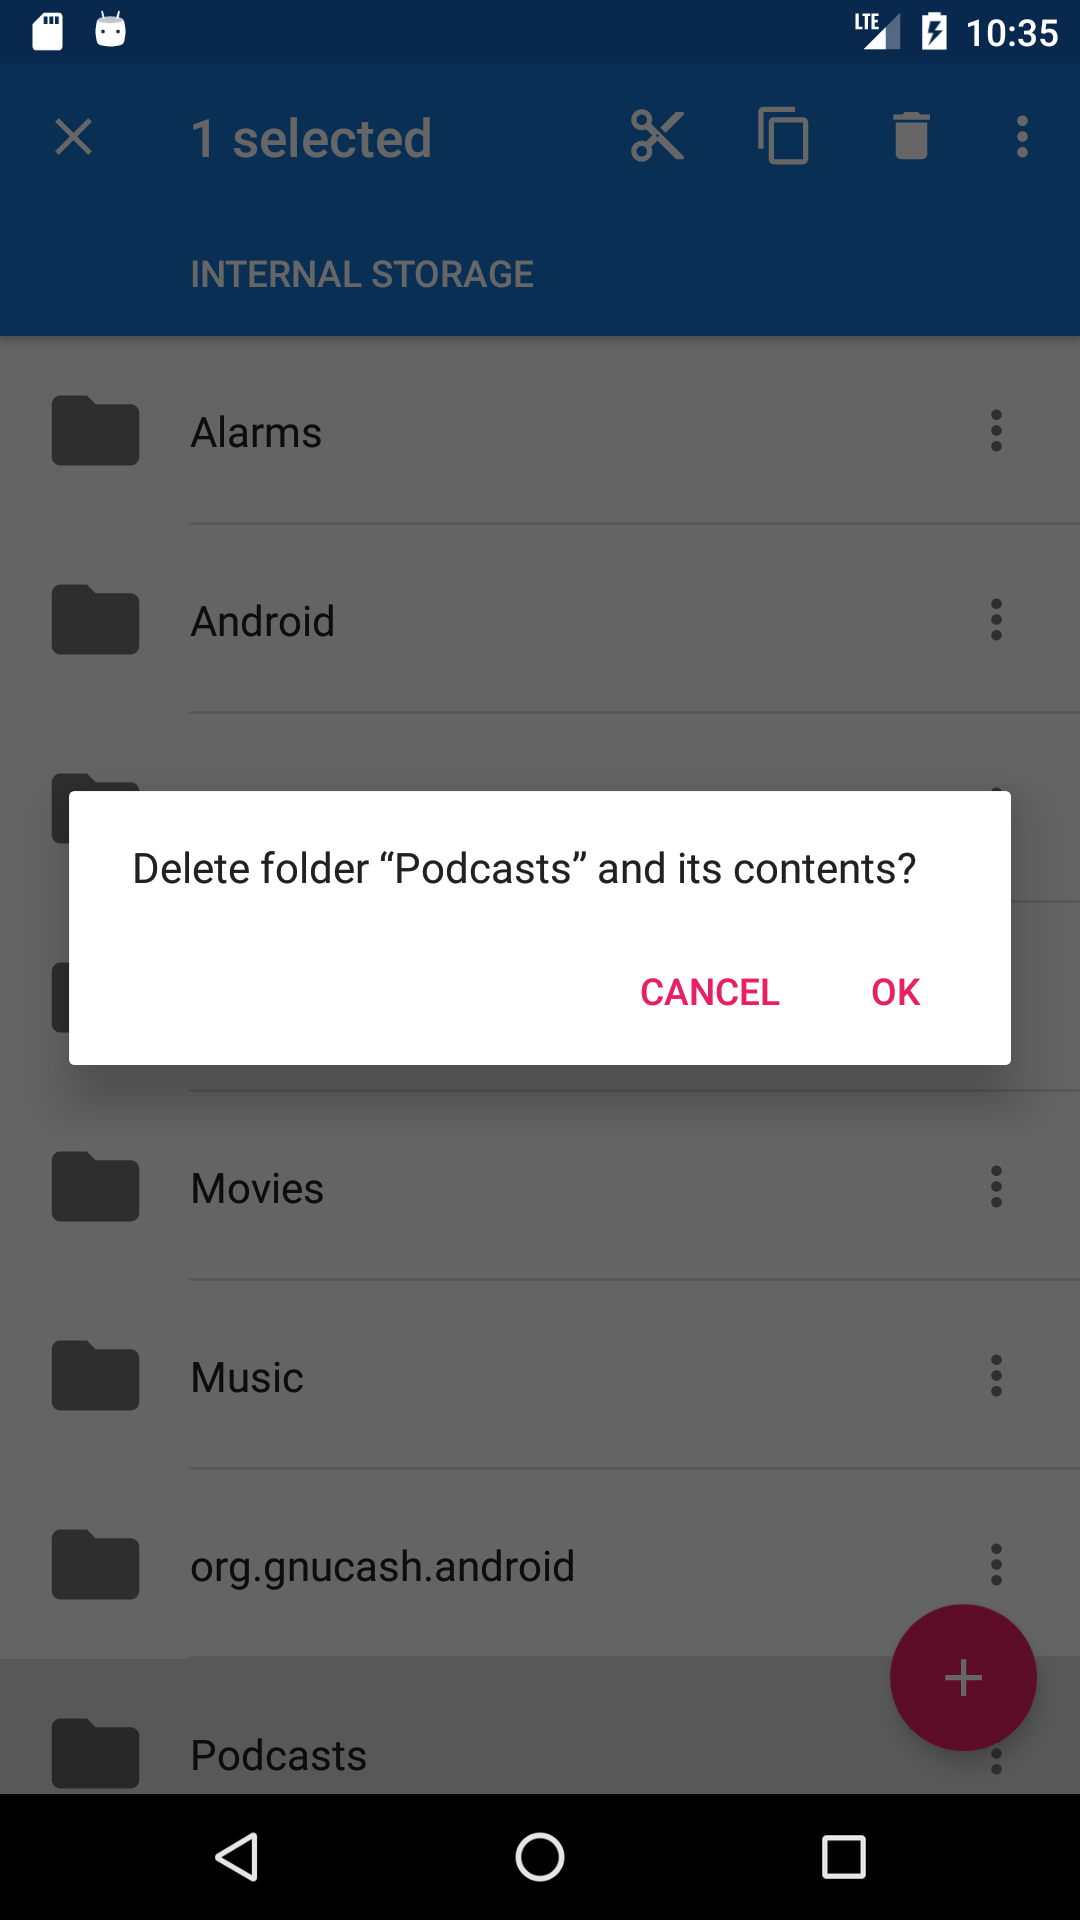 LTE 10:35
1 selected
INTERNAL STORAGE
Alarms
Android
Delete folder “Podcasts” and its contents?
CANCEL OK
Movies
Music
org.gnucash.android
Podcasts